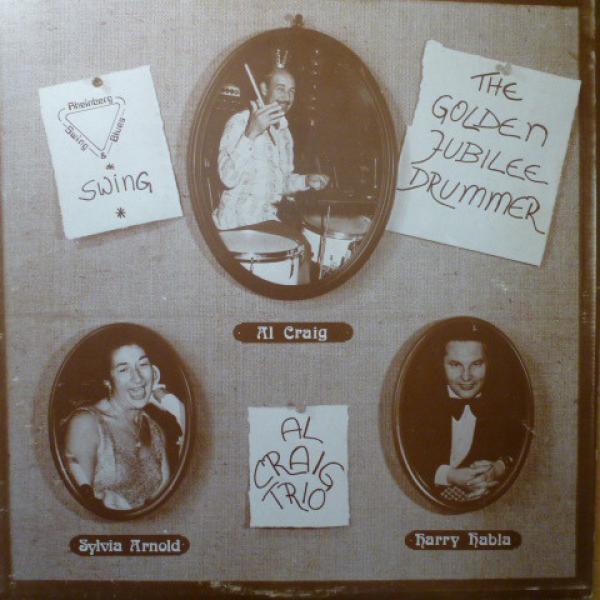 Rheinberg
Swing & Blues
* SWING *
THE
GOLDEN
JUBILEE
DRUMMER
Al Craig
AL
CRAIG
TRIO
Sylvia Arnold
Harry Habla